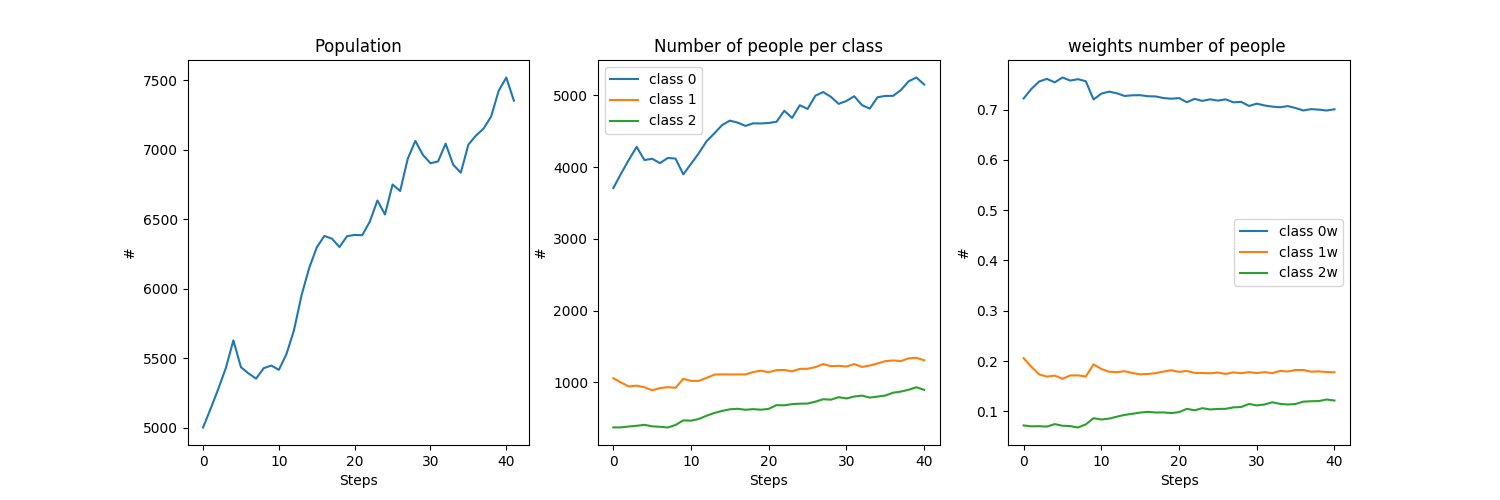 Population
7500
7000
6500
6000
5500
5000
#
0 10 20 30 40
Steps
Number of people per class
class 0
class 1
class 2
5000
4000
3000
2000
1000
#
0 10 20 30 40
Steps
weights number of people
0.7
0.6
0.5
0.4
0.3
0.2
0.1
#
class 0w
class 1w
class 2w
0 10 20 30 40
Steps